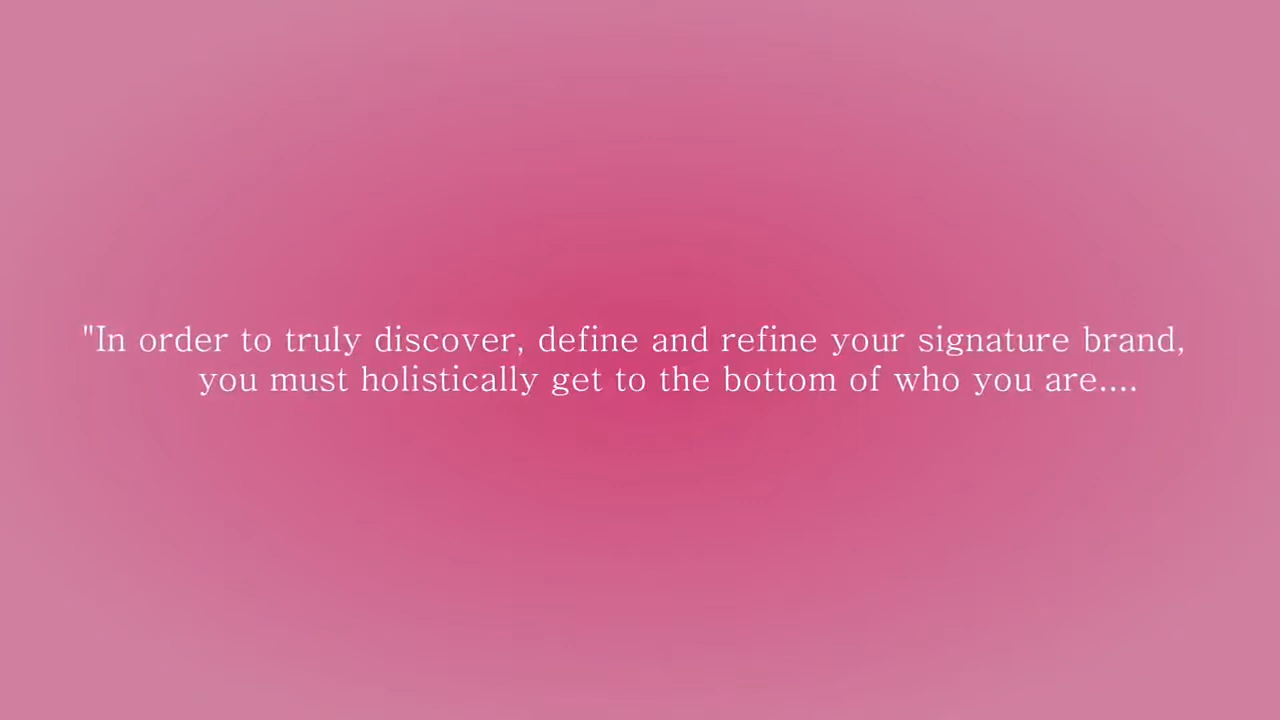 "In order to truly discover, define and refine your signature brand,
you must holistically get to the bottom of who you are....